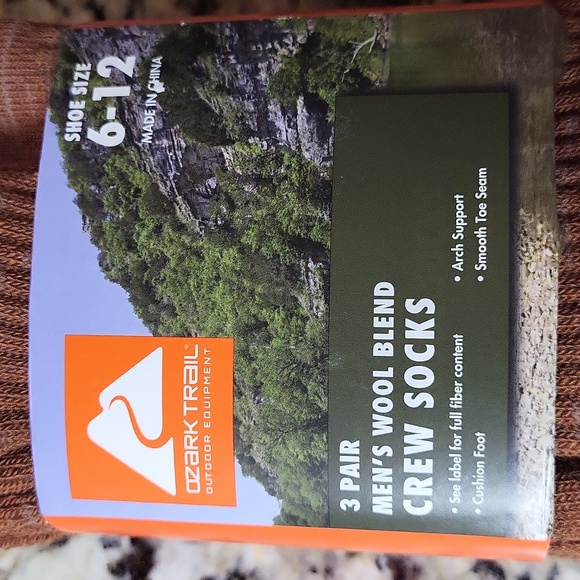 OZARK TRAIL™
OUTDOOR EQUIPMENT
SHOE SIZE
6-12
MADE IN CHINA
3 PAIR
MEN'S WOOL BLEND
CREW SOCKS
• See label for full fiber content
• Cushion Foot
• Arch Support
• Smooth Toe Seam